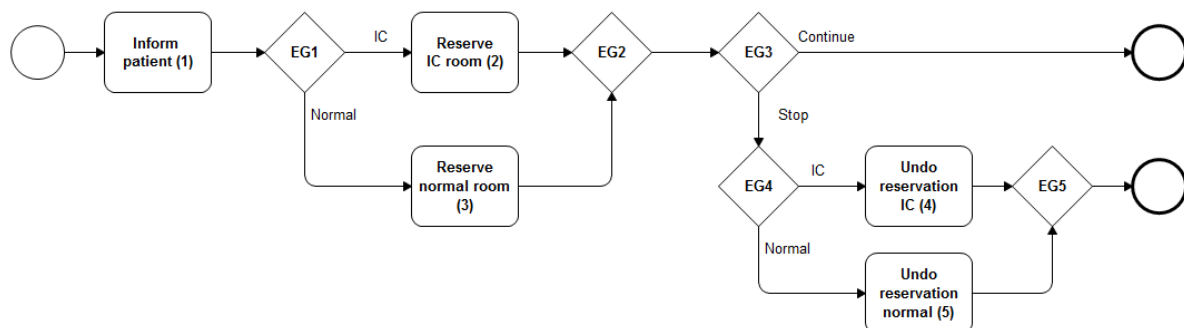 Inform
patient (1)
EG1
IC
Reserve
IC room (2)
EG2
EG3
Continue
Normal
Stop
Reserve
normal room
(3)
EG4
IC
Undo
reservation
IC (4)
EG5
Normal
Undo
reservation
normal (5)